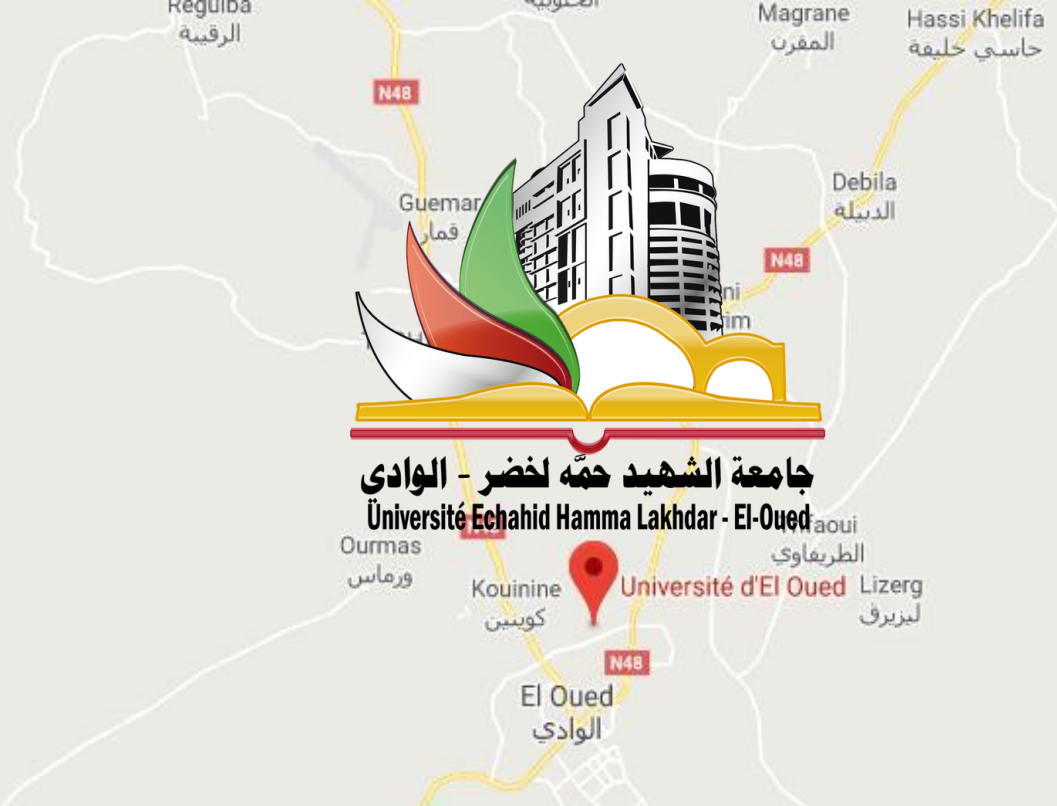 Reguiba
الرقيبة
Magrane
المقرن
Hassi Khelifa
حاسي خليفة
N48
Debila
الدبيلة
Guemar
قمار
N48
جامعة الشهيد حمَّه لخضر - الوادي
Université Echahid Hamma Lakhdar - El-Oued
Ourmas
ورماس
الطريفاوي
Kouinine
كوينين
Université d'El Oued
Lizerg
ليزيرق
N48
El Oued
الوادي